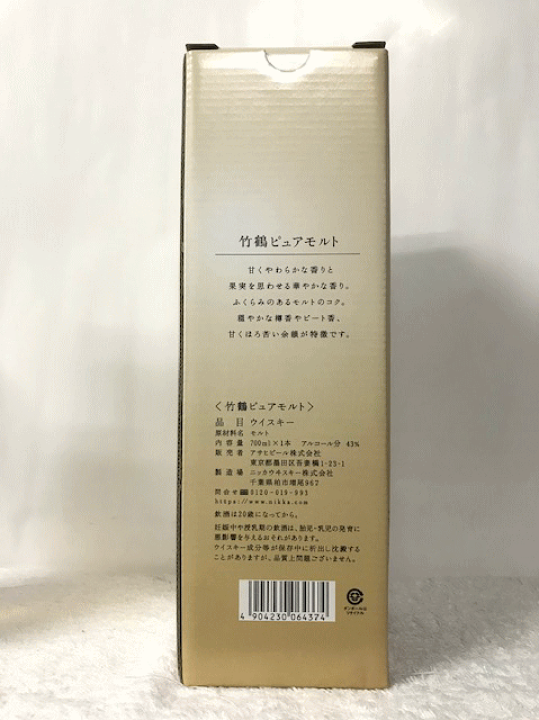 竹鶴ピュアモルト
甘くやわらかな香りと
果実を思わせる華やかな香り。
ふくらみのあるモルトのコク。
穏やかな樽香やピート香。
甘くほろ苦い余韻が特徴です。
〈竹鶴ピュアモルト〉
品 目 ウイスキー
原材料名 モルト
内 容 量 700ml×1本 アルコール分 43%
販 売 者 アサヒビール株式会社
東京都墨田区吾妻橋1-23-1
製 造 場 ニッカウヰスキー株式会社
千葉県柏市増尾967
問合せ 0120-019-993
https://www.nikka.com
飲酒は20歳になってから。
妊娠中や授乳期の飲酒は、胎児・乳児の発育に
悪影響を与えるおそれがあります。
ウイスキー成分等が保存中に析出し沈殿する
ことがありますが、品質上問題ございません。
4 904230 064374
ダンボールは
リサイクル